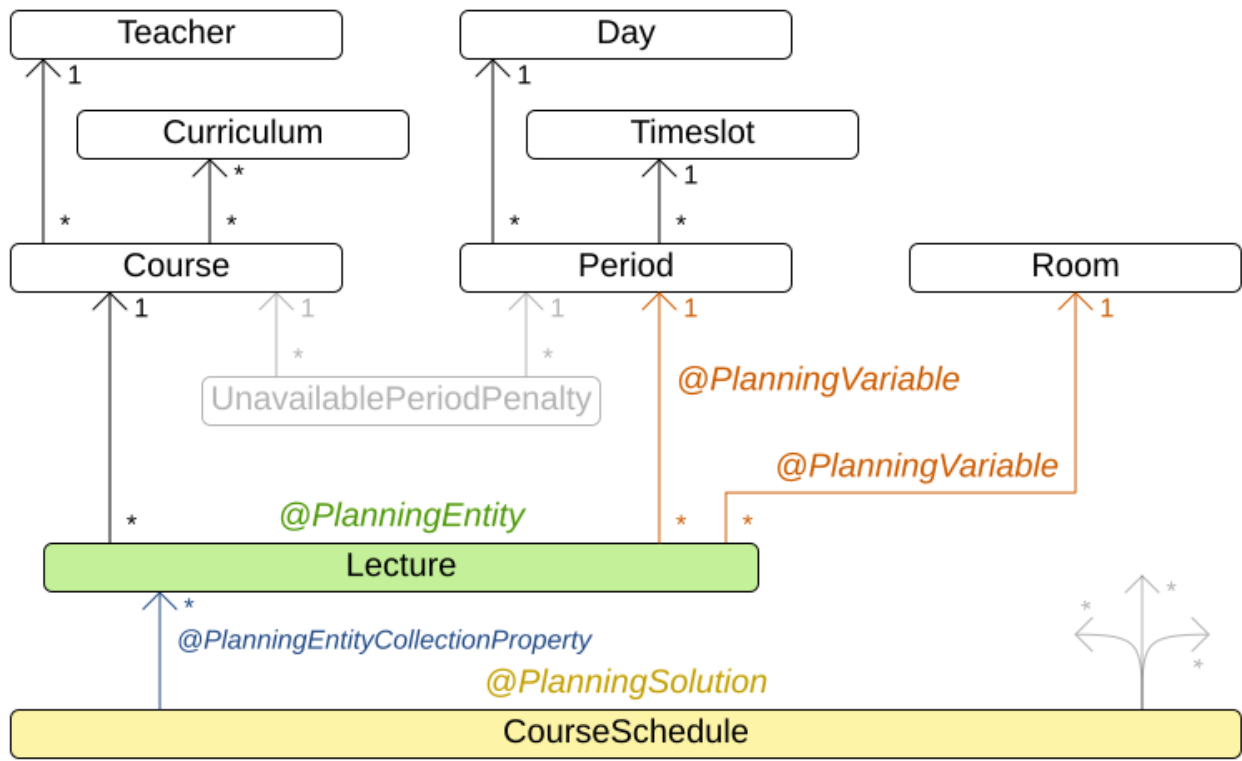 Teacher
Day
1
1
Curriculum
Timeslot
*
1
*
*
*
*
Course
Period
Room
1
1
1
1
1
*
*
@PlanningVariable
UnavailablePeriodPenalty
@PlanningVariable
@PlanningEntity
*
*
*
Lecture
*
*
*
@PlanningEntityCollectionProperty
*
@PlanningSolution
CourseSchedule